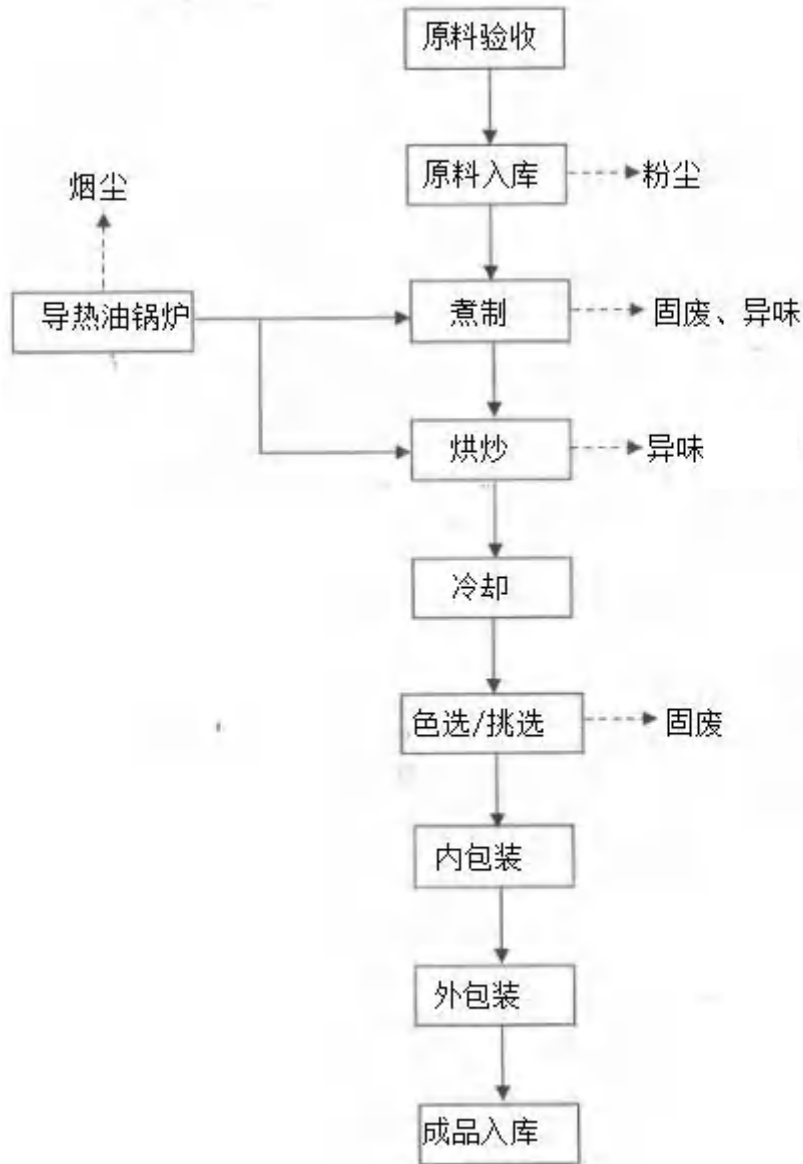 原料验收
原料入库
粉尘
烟尘
导热油锅炉
煮制
固废、异味
烘炒
异味
冷却
色选/挑选
固废
内包装
外包装
成品入库